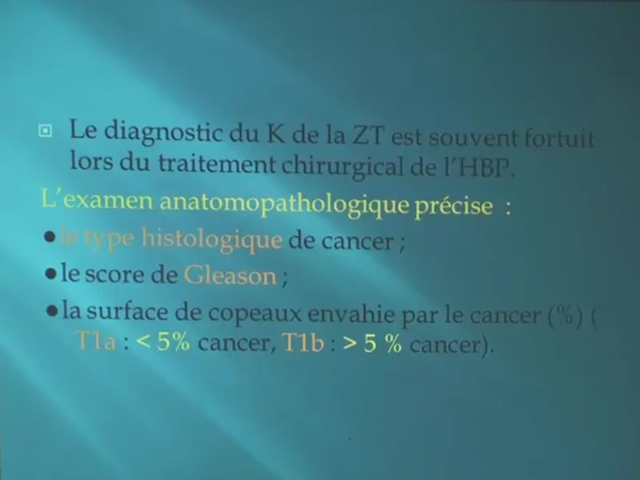 Le diagnostic du K de la ZT est souvent fortuit
lors du traitement chirurgical de l'HBP.
L'examen anatomopathologique précise :
●le type histologique de cancer ;
●le score de Gleason ;
●la surface de copeaux envahie par le cancer (%) (
T1a : < 5% cancer, T1b : > 5 % cancer).